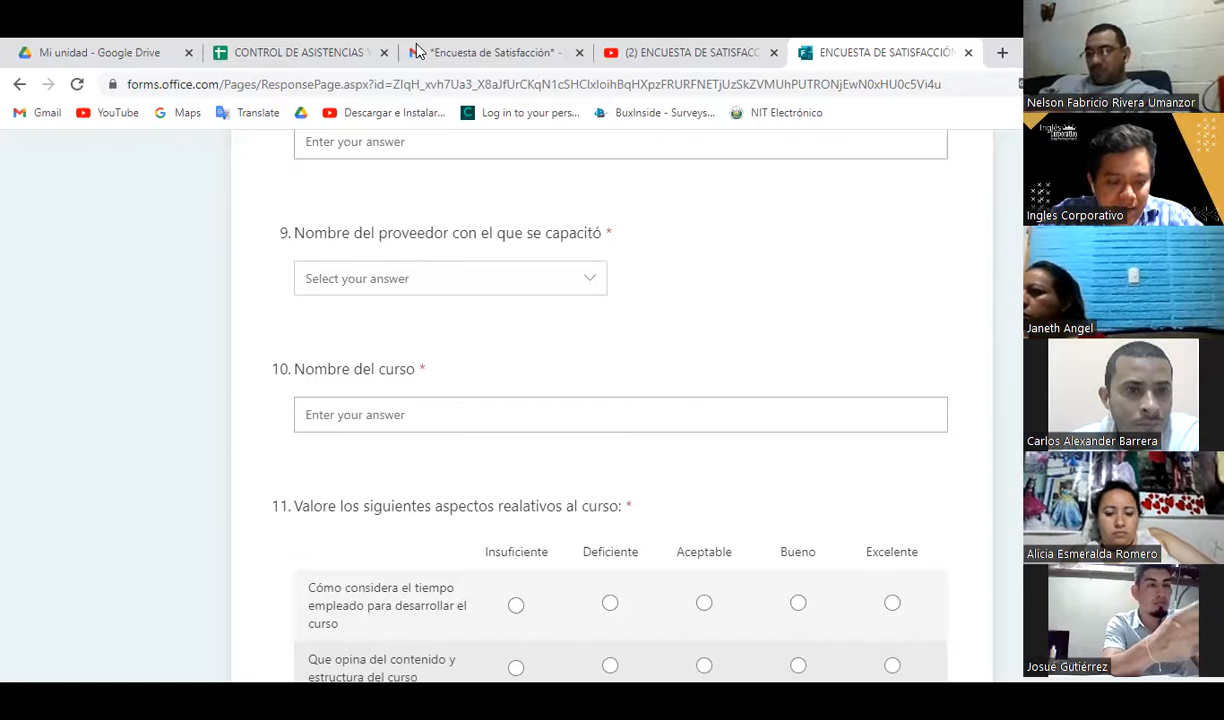 Mi unidad - Google Drive
CONTROL DE ASISTENCIAS
*Encuesta de Satisfacción* -
(2) ENCUESTA DE SATISFACC
ENCUESTA DE SATISFACCIÓN
forms.office.com/Pages/ResponsePage.aspx?id=ZIqH_xvh7Ua3_X8aJfUrCKqN1cSHClxIoihBqHXpzFRURFNETjUzSkZVMUhPUTRONjEwN0xHU0c5Vi4u
Gmail
YouTube
Maps
Translate
Descargar e Instalar...
Log in to your pers...
BuxInside - Surveys...
NIT Electrónico
Enter your answer
9. Nombre del proveedor con el que se capacitó *
Select your answer
10. Nombre del curso *
Enter your answer
11. Valore los siguientes aspectos realativos al curso: *
Insuficiente Deficiente Aceptable Bueno Excelente
Cómo considera el tiempo
empleado para desarrollar el
curso
Que opina del contenido y
estructura del curso
Nelson Fabricio Rivera Umanzor
Inglés
Corporativo
Ingles Corporativo
Janeth Angel
Carlos Alexander Barrera
Alicia Esmeralda Romero
Josué Gutiérrez